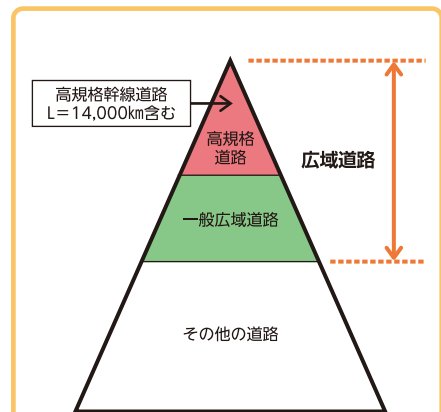 高規格幹線道路
L＝14,000㎞含む
高規格
道路
広域道路
一般広域道路
その他の道路